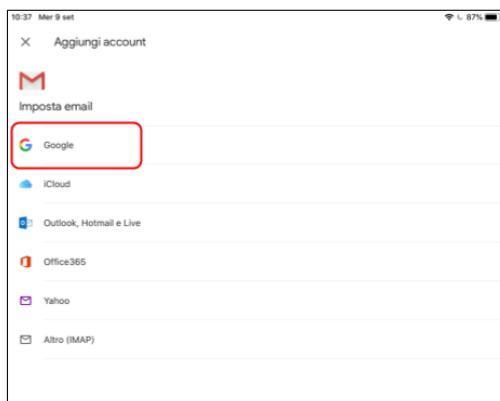 10:37 Mer 9 set 87%
Aggiungi account
Imposta email
Google
iCloud
Outlook, Hotmail e Live
Office365
Yahoo
Altro (IMAP)